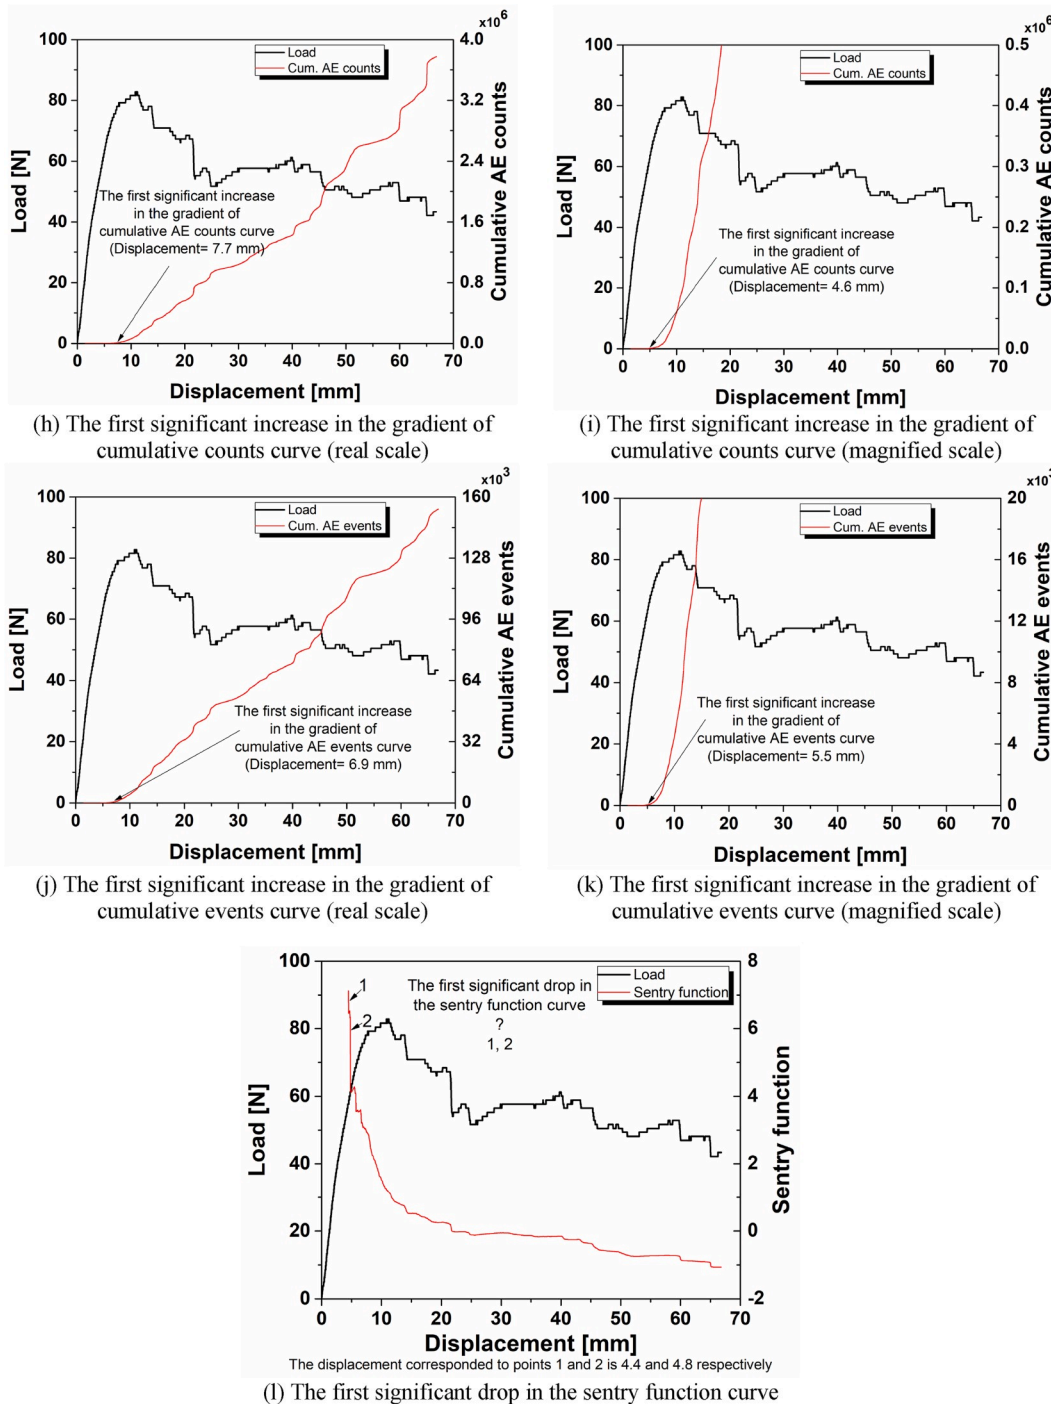 x10⁶
Load
Cum. AE counts
Load [N]
100
80
60
40
20
0
4.0
3.2
2.4
1.6
0.8
0.0
Cumulative AE counts
The first significant increase
in the gradient of
cumulative AE counts curve
(Displacement= 7.7 mm)
0 10 20 30 40 50 60 70
Displacement [mm]
(h) The first significant increase in the gradient of
cumulative counts curve (real scale)
x10⁶
Load
Cum. AE counts
Load [N]
100
80
60
40
20
0
0.5
0.4
0.3
0.2
0.1
0.0
Cumulative AE counts
The first significant increase
in the gradient of
cumulative AE counts curve
(Displacement= 4.6 mm)
0 10 20 30 40 50 60 70
Displacement [mm]
(i) The first significant increase in the gradient of
cumulative counts curve (magnified scale)
x10³
Load
Cum. AE events
Load [N]
100
80
60
40
20
0
160
128
96
64
32
0
Cumulative AE events
The first significant increase
in the gradient of
cumulative AE events curve
(Displacement= 6.9 mm)
0 10 20 30 40 50 60 70
Displacement [mm]
(j) The first significant increase in the gradient of
cumulative events curve (real scale)
x10³
Load
Cum. AE events
Load [N]
100
80
60
40
20
0
20
16
12
8
4
0
Cumulative AE events
The first significant increase
in the gradient of
cumulative AE events curve
(Displacement= 5.5 mm)
0 10 20 30 40 50 60 70
Displacement [mm]
(k) The first significant increase in the gradient of
cumulative events curve (magnified scale)
Load
Sentry function
Load [N]
100
80
60
40
20
0
8
6
4
2
0
-2
Sentry function
1
2
The first significant drop in
the sentry function curve
?
1, 2
0 10 20 30 40 50 60 70
Displacement [mm]
The displacement corresponded to points 1 and 2 is 4.4 and 4.8 respectively
(l) The first significant drop in the sentry function curve